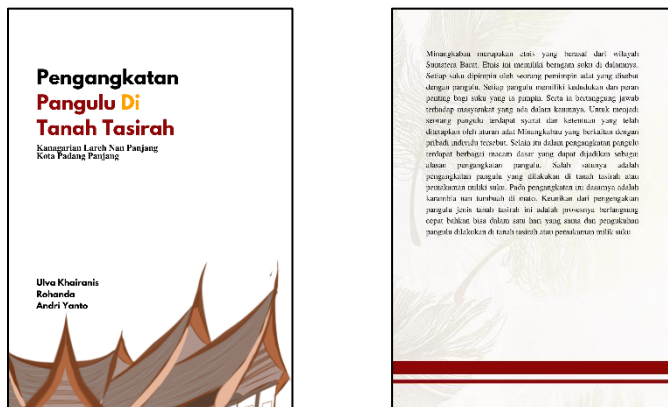 Pengangkatan
Pangulu Di
Tanah Tasirah
Kanagarian Lareh Nan Panjang
Kota Padang Panjang
Ulva Khairanis
Rohanda
Andri Yanto
Minangkabau merupakan etnis yang berasal dari wilayah
Sumatera Barat. Etnis ini memiliki beragam suku di dalamnya.
Setiap suku dipimpin oleh seorang pemimpin adat yang disebut
dengan pangulu. Setiap pangulu memiliki kedudukan dan peran
penting bagi suku yang ia pimpin. Serta ia bertanggung jawab
terhadap masyarakat yang ada dalam kaumnya. Untuk menjadi
seorang pangulu terdapat syarat dan ketentuan yang telah
diterapkan oleh aturan adat Minangkabau yang berkaitan dengan
pribadi individu tersebut. Selain itu dalam pengangkatan pangulu
terdapat berbagai macam dasar yang dapat dijadikan sebagai
alasan pengangkatan pangulu. Salah satunya adalah
pengangkatan pangulu yang dilakukan di tanah tasirah atau
pemakaman milik suku. Pada pengangkatan ini dasarnya adalah
karambia nan tumbuah di mato. Keunikan dari pengangkatan
pangulu jenis tanah tasirah ini adalah prosesnya berlangsung
cepat bahkan bisa dalam satu hari yang sama dan pengukuhan
pangulu dilakukan di tanah tasirah atau pemakaman milik suku